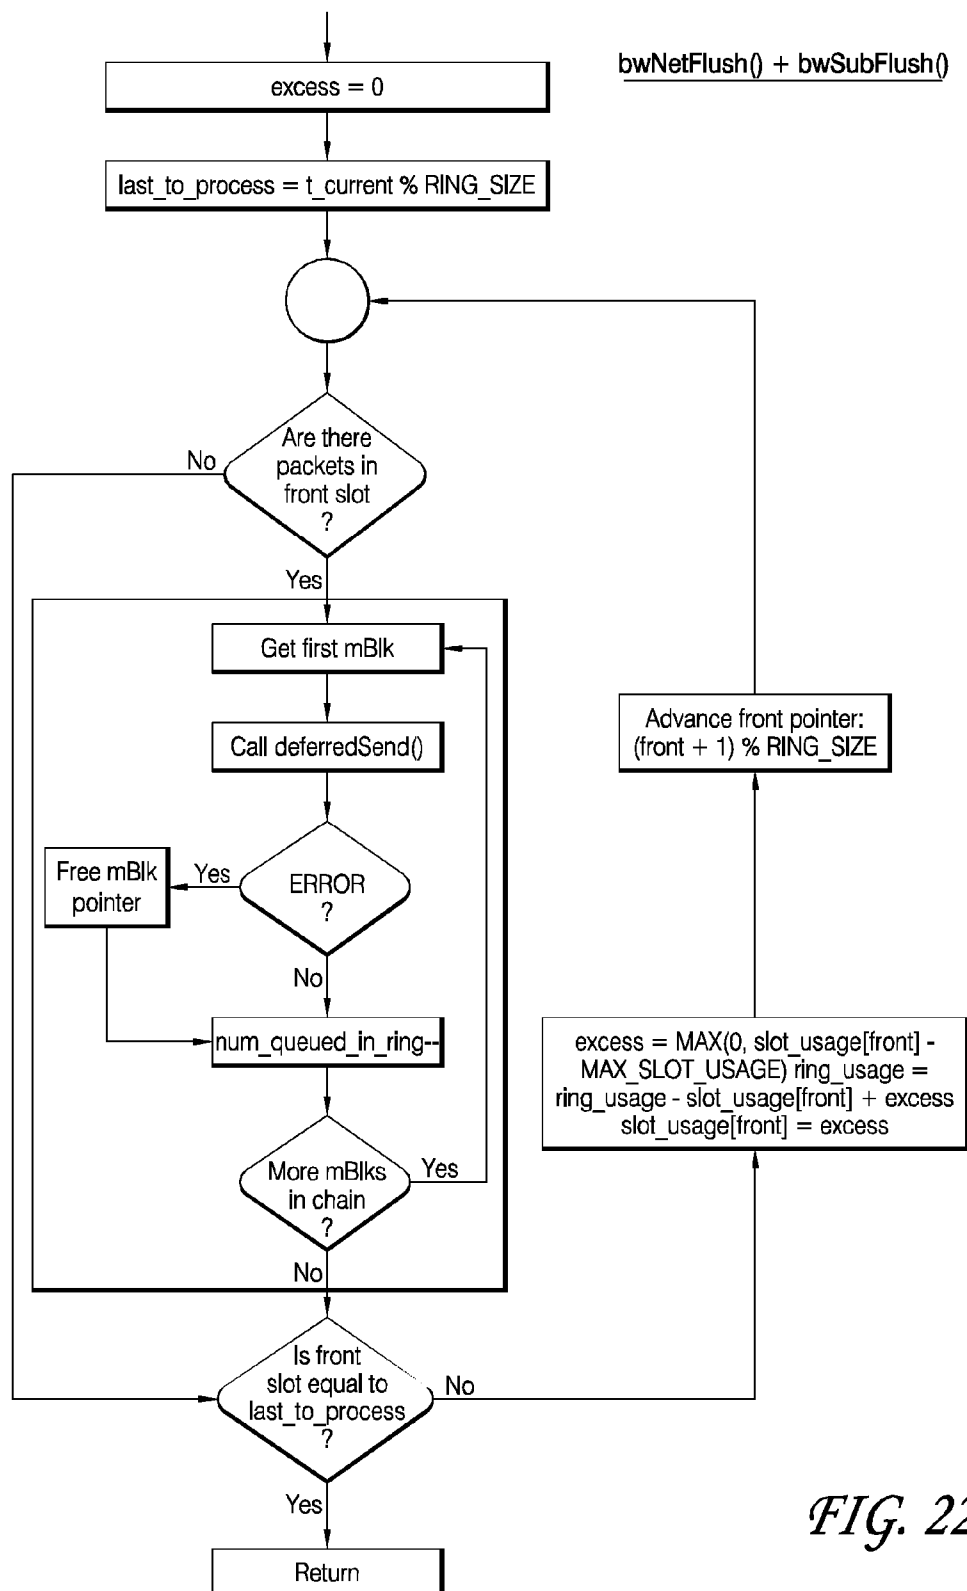 bwNetFlush() + bwSubFlush()
excess = 0
last_to_process = t_current % RING_SIZE
Are there
packets in
front slot
?
No
Yes
Get first mBlk
Call deferredSend()
ERROR
?
Yes
Free mBlk
pointer
No
num_queued_in_ring--
More mBlks
in chain
?
Yes
No
Is front
slot equal to
last_to_process
?
No
excess = MAX(0, slot_usage[front] -
MAX_SLOT_USAGE) ring_usage =
ring_usage - slot_usage[front] + excess
slot_usage[front] = excess
Advance front pointer:
(front + 1) % RING_SIZE
Yes
Return
FIG. 22